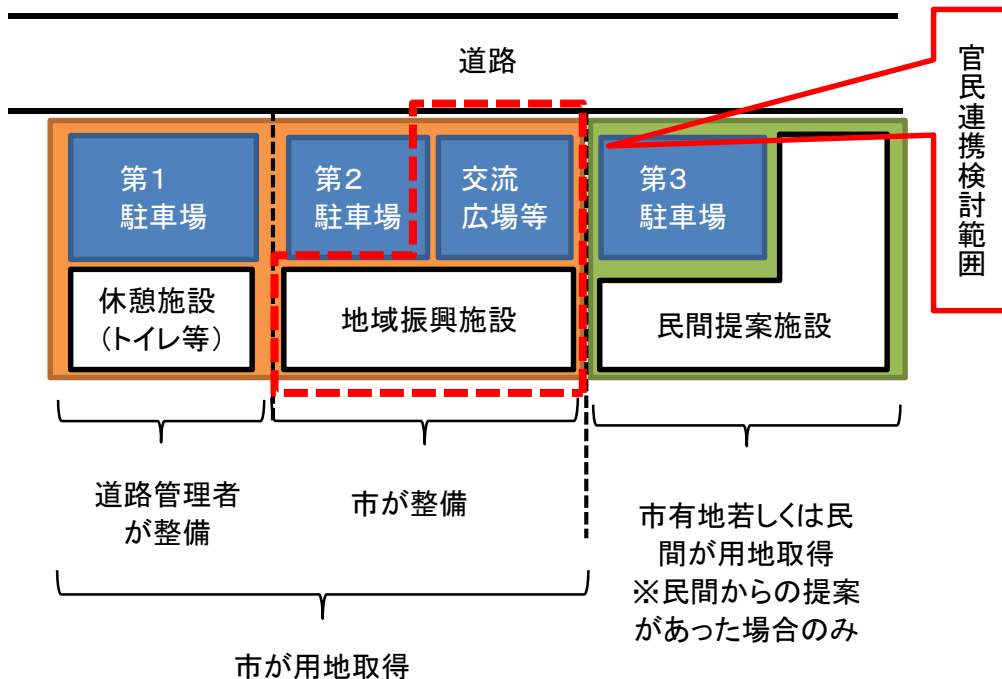 道路
官民連携検討範囲
第1
駐車場
第2
駐車場
交流
広場等
第3
駐車場
休憩施設
(トイレ等)
地域振興施設
民間提案施設
道路管理者
が整備
市が整備
市有地若しくは民
間が用地取得
※民間からの提案
があった場合のみ
市が用地取得